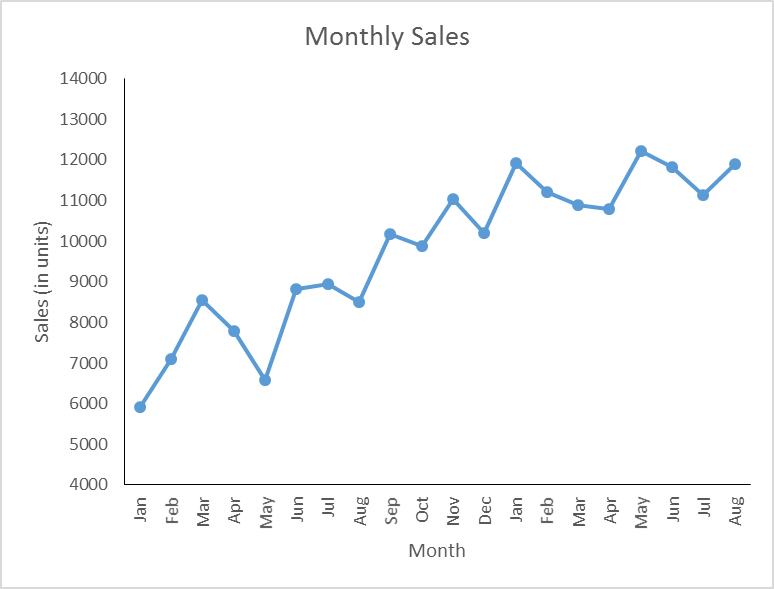 Monthly Sales
14000
13000
12000
11000
10000
9000
8000
7000
6000
5000
4000
Sales (in units)
Jan
Feb
Mar
Apr
May
Jun
Jul
Aug
Sep
Oct
Nov
Dec
Jan
Feb
Mar
Apr
May
Jun
Jul
Aug
Month